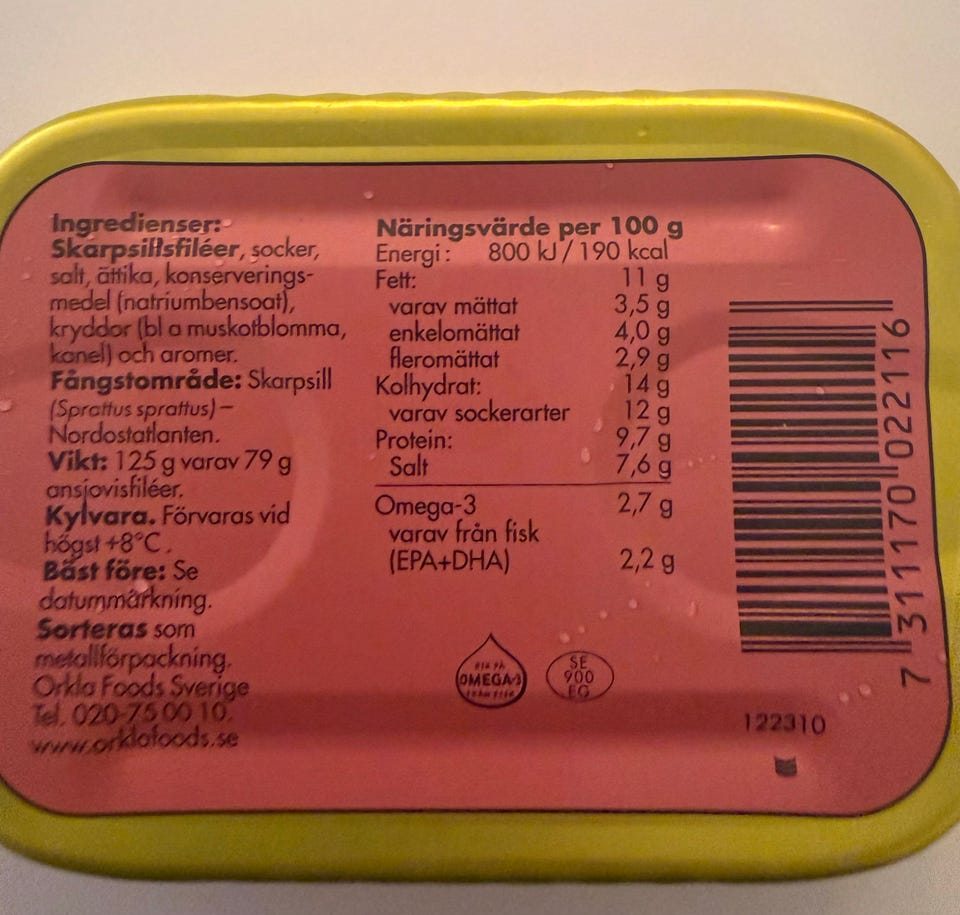 Ingredienser:
Skarpsillsfiléer, socker,
salt, ättika, konserverings-
medel (natriumbensoat),
kryddor (bl a muskotblomma,
kanel) och aromer.
Fångstområde: Skarpsill
(Sprattus sprattus) –
Nordostatlanten.
Vikt: 125 g varav 79 g
ansjovisfiléer.
Kylvara. Förvaras vid
högst +8°C.
Bäst före: Se
datummärkning.
Sorteras som
metallförpackning.
Orkla Foods Sverige
Tel. 020-75 00 10.
www.orklafoods.se
Näringsvärde per 100 g
Energi: 800 kJ / 190 kcal
Fett: 11 g
varav mättat 3,5 g
enkelomättat 4,0 g
fleromättat 2,9 g
Kolhydrat: 14 g
varav sockerarter 12 g
Protein: 9,7 g
Salt 7,6 g
Omega-3 2,7 g
varav från fisk
(EPA+DHA) 2,2 g
RIK PÅ
OMEGA-3
FRÅN FISK
SE
900
EG
7 311170 022116
122310